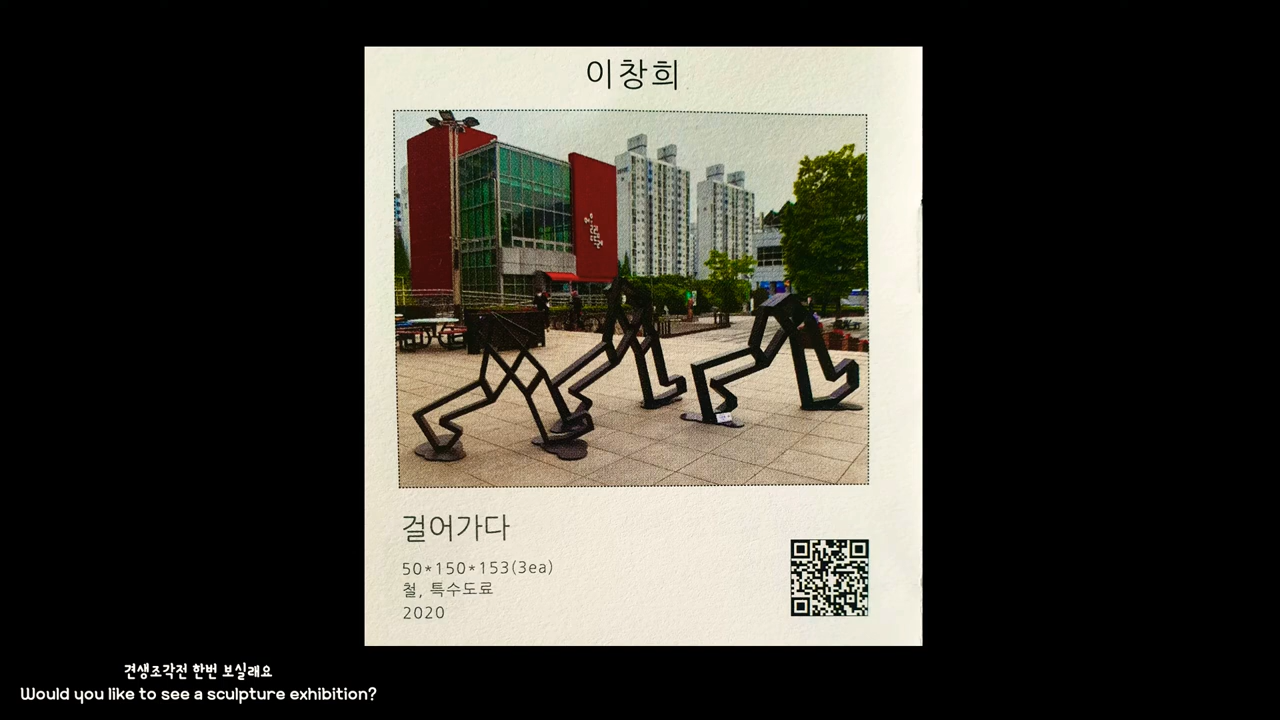 이창희
걸어가다
50*150*153(3ea)
철, 특수도료
2020
견생조각전 한번 보실래요
Would you like to see a sculpture exhibition?